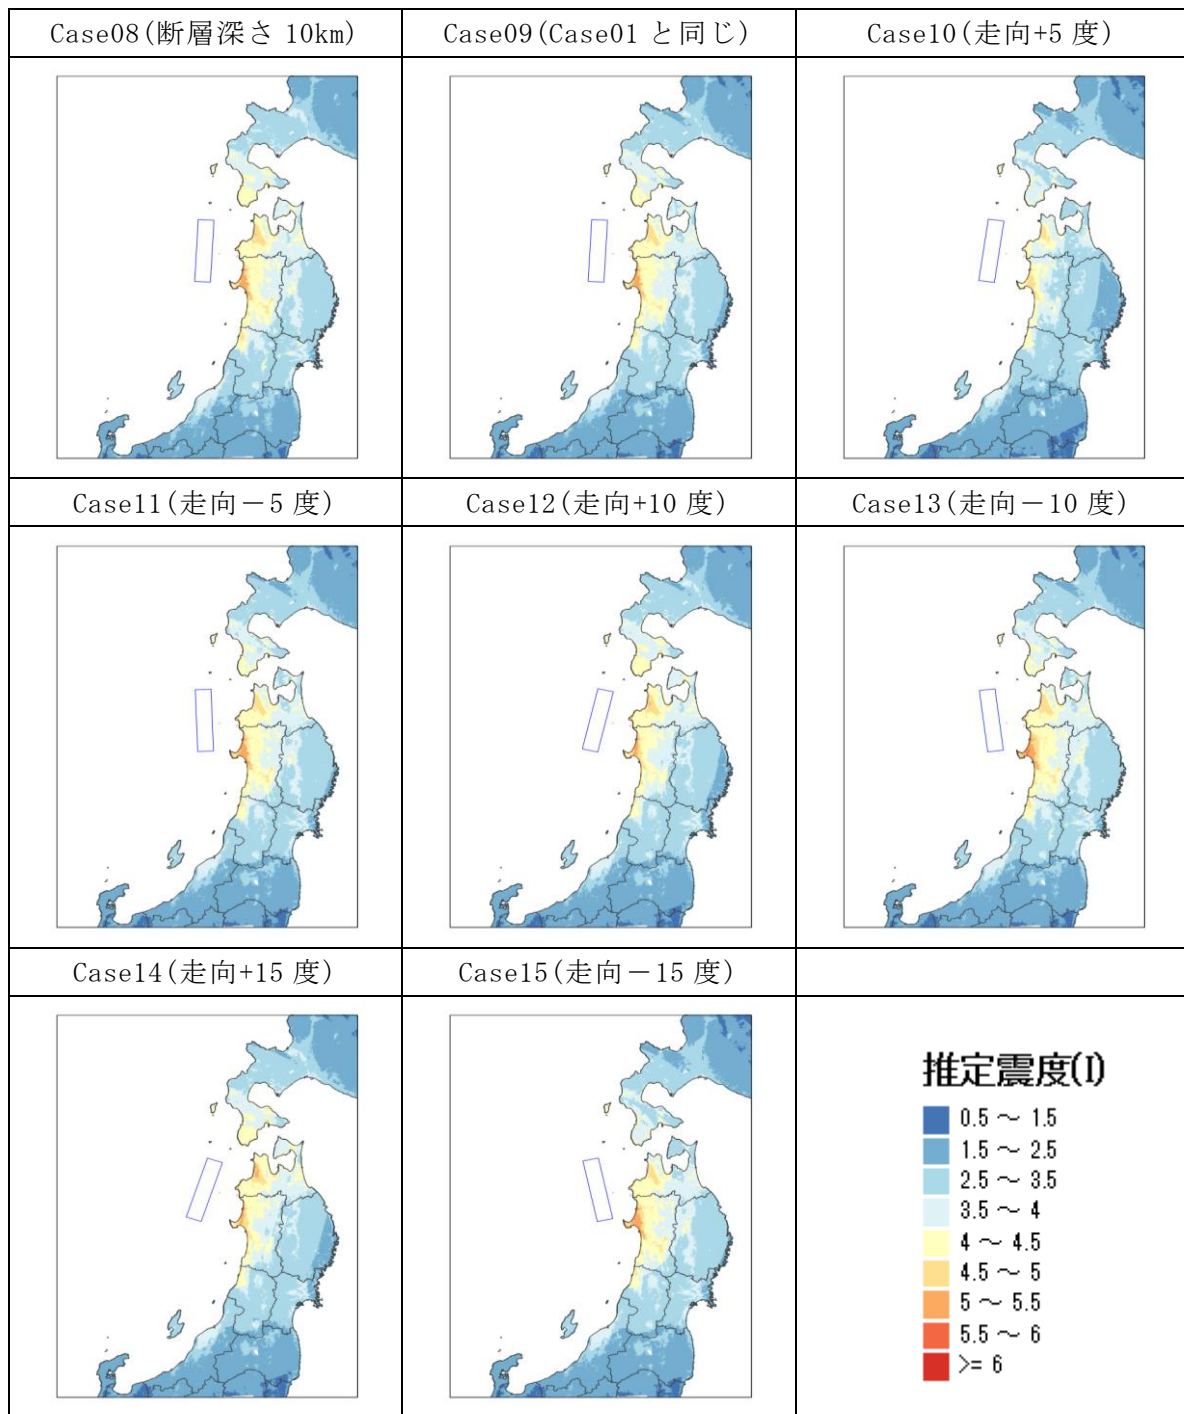 Case08(断層深さ 10km)
Case09(Case01 と同じ)
Case10(走向+5 度)
Case11(走向－5 度)
Case12(走向+10 度)
Case13(走向－10 度)
Case14(走向+15 度)
Case15(走向－15 度)
推定震度(I)
0.5 ～ 1.5
1.5 ～ 2.5
2.5 ～ 3.5
3.5 ～ 4
4 ～ 4.5
4.5 ～ 5
5 ～ 5.5
5.5 ～ 6
>= 6